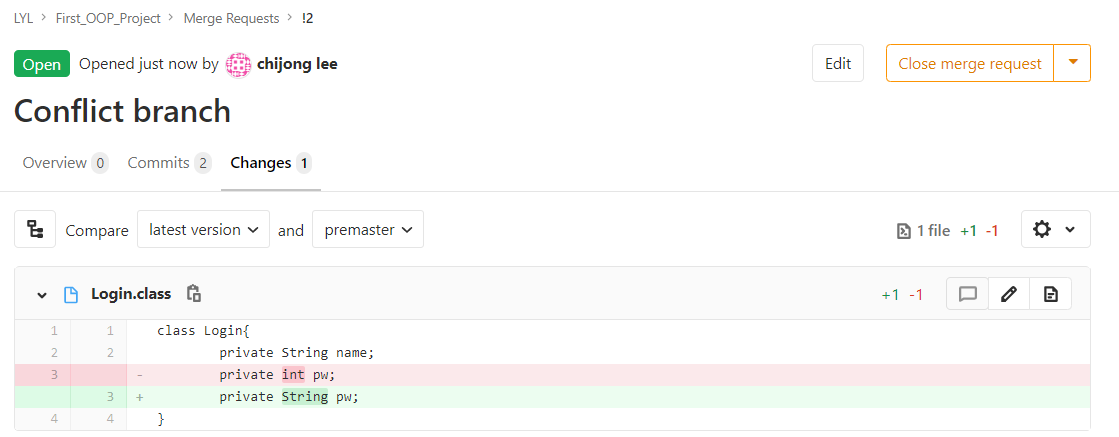 LYL > First_OOP_Project > Merge Requests > !2
Open Opened just now by chijong lee Edit Close merge request
Conflict branch
Overview 0 Commits 2 Changes 1
Compare latest version and premaster 1 file +1 -1
Login.class +1 -1
1 1 class Login{
2 2 private String name;
3 - private int pw;
3 + private String pw;
4 4 }